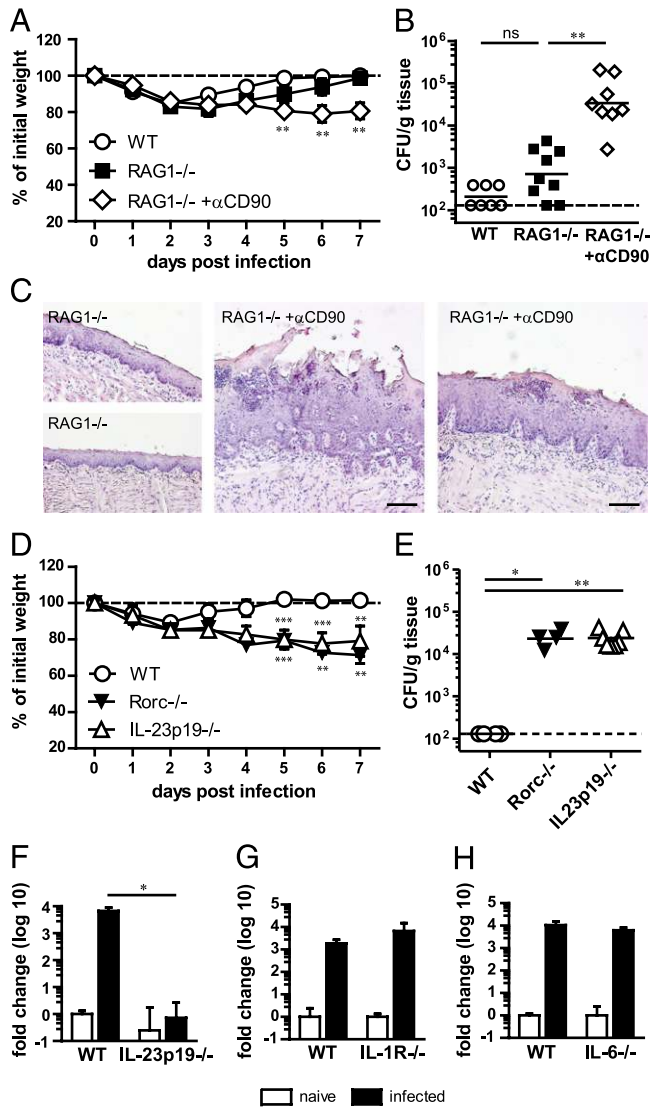 A
% of initial weight
120
100
80
60
40
20
WT
RAG1-/-
RAG1-/- +αCD90
** ** **
0 1 2 3 4 5 6 7
days post infection
B
CFU/g tissue
10^6
10^5
10^4
10^3
10^2
ns **
WT RAG1-/- RAG1-/-
+αCD90
C
RAG1-/-
RAG1-/-
RAG1-/- +αCD90
RAG1-/- +αCD90
D
% of initial weight
120
100
80
60
40
20
*** *** **
*** ** **
WT
Rorc-/-
IL-23p19-/-
0 1 2 3 4 5 6 7
days post infection
E
CFU/g tissue
10^6
10^5
10^4
10^3
10^2
*
**
WT
Rorc-/-
IL23p19-/-
F
fold change (log 10)
4
3
2
1
0
-1
*
WT IL-23p19-/-
G
fold change (log 10)
5
4
3
2
1
0
-1
WT IL-1R-/-
H
fold change (log 10)
5
4
3
2
1
0
-1
WT IL-6-/-
naive infected